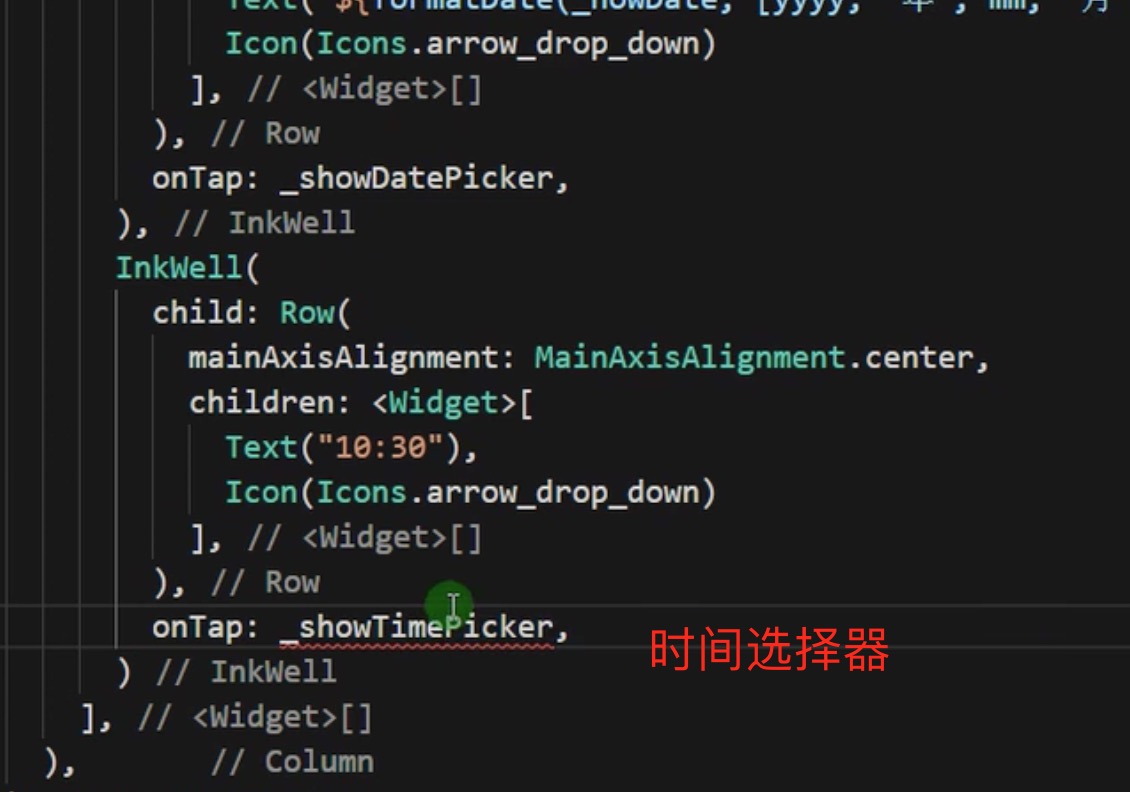 Text("${formatDate(_nowDate, [yyyy, "年", mm, "月
Icon(Icons.arrow_drop_down)
], // <Widget>[]
), // Row
onTap: _showDatePicker,
), // InkWell
InkWell(
child: Row(
mainAxisAlignment: MainAxisAlignment.center,
children: <Widget>[
Text("10:30"),
Icon(Icons.arrow_drop_down)
], // <Widget>[]
), // Row
onTap: _showTimePicker,
时间选择器
) // InkWell
], // <Widget>[]
), // Column